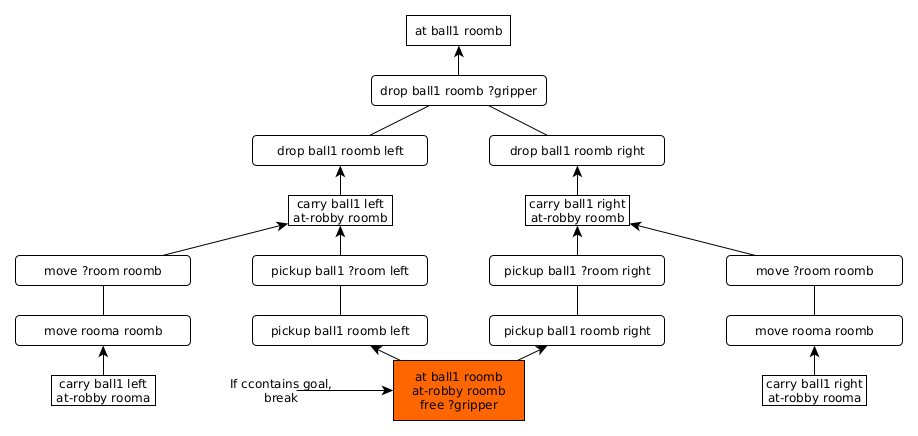 at ball1 roomb
drop ball1 roomb ?gripper
drop ball1 roomb left
drop ball1 roomb right
carry ball1 left
at-robby roomb
carry ball1 right
at-robby roomb
move ?room roomb
pickup ball1 ?room left
pickup ball1 ?room right
move ?room roomb
move rooma roomb
pickup ball1 roomb left
pickup ball1 roomb right
move rooma roomb
carry ball1 left
at-robby rooma
If ccontains goal,
break
at ball1 roomb
at-robby roomb
free ?gripper
carry ball1 right
at-robby rooma